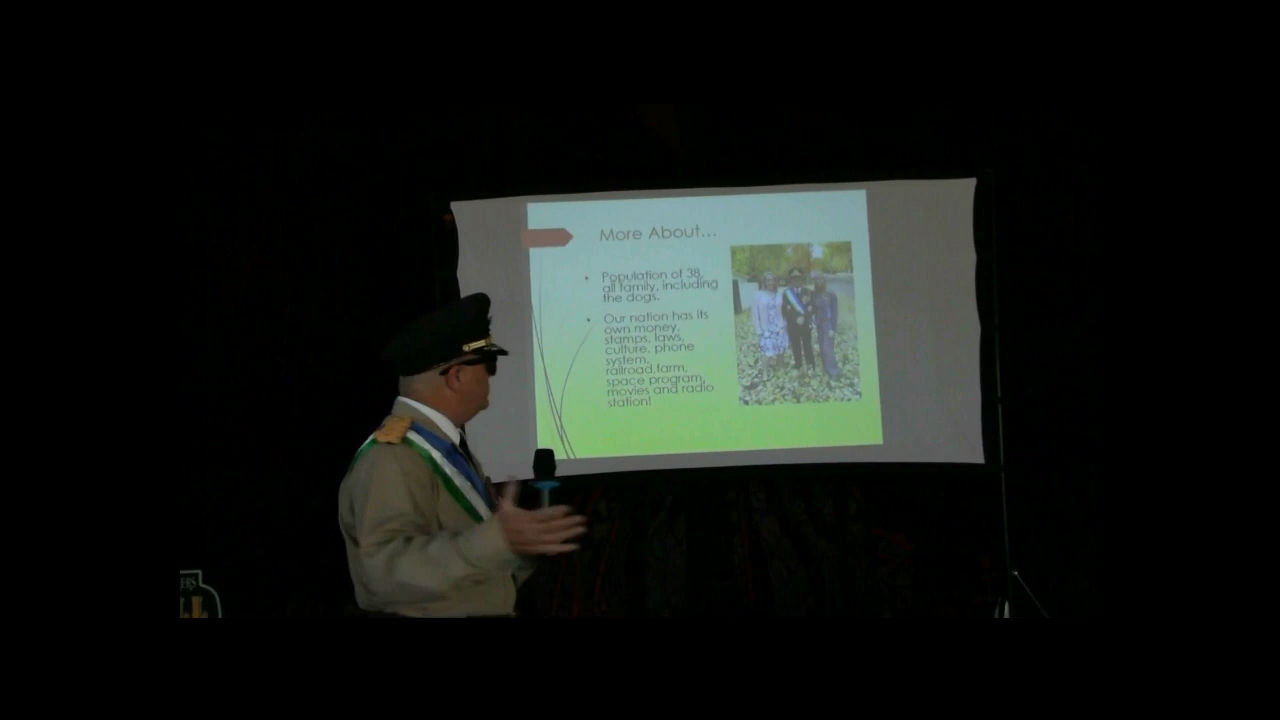 More About...
• Population of 38,
all family, including
the dogs.
• Our nation has its
own money,
stamps, laws,
culture, phone
system,
railroad,farm,
space program,
movies and radio
station!